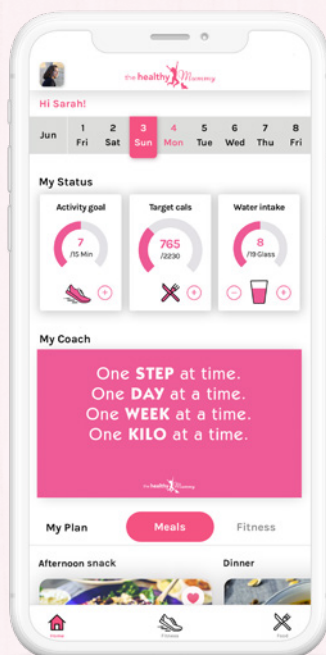 the healthy Mummy
Hi Sarah!
Jun 1 2 3 4 5 6 7 8
Fri Sat Sun Mon Tue Wed Thu Fri
My Status
Activity goal
7
/15 Min
Target cals
765
/2230
Water intake
8
/19 Glass
My Coach
One STEP at time.
One DAY at a time.
One WEEK at a time.
One KILO at a time.
the healthy Mummy
My Plan Meals Fitness
Afternoon snack Dinner
Home Fitness Food